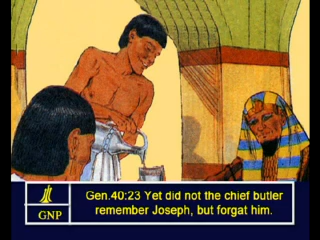 Gen.40:23 Yet did not the chief butler
remember Joseph, but forgat him.
GNP